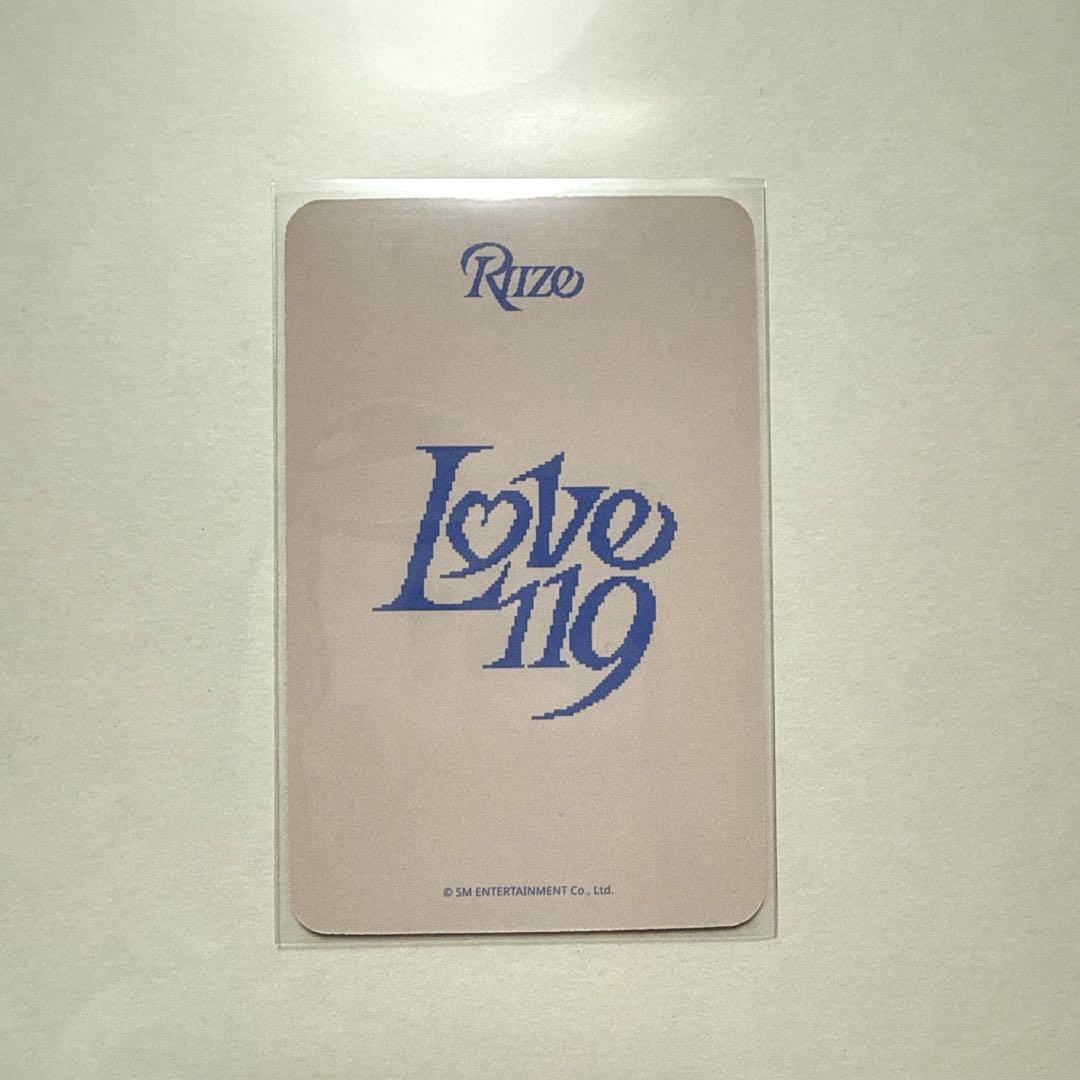 RIIZE
Love
119
© SM ENTERTAINMENT Co., Ltd.